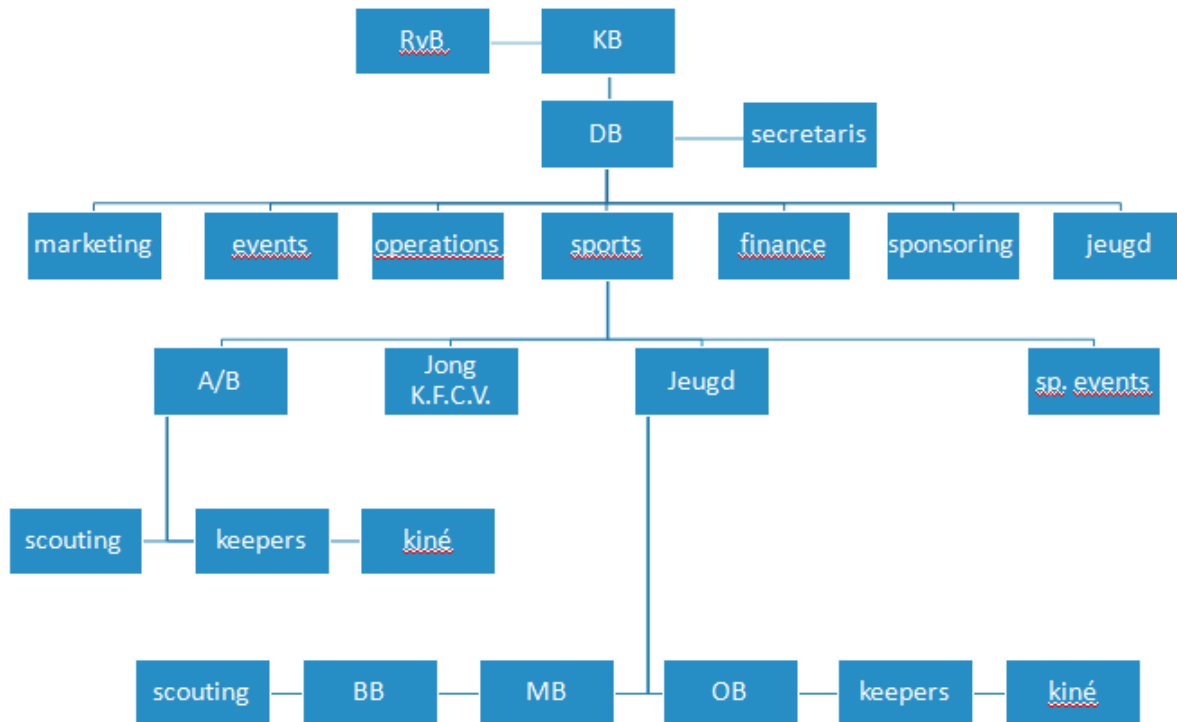 RvB
KB
DB
secretaris
marketing
events
operations
sports
finance
sponsoring
jeugd
A/B
Jong
K.F.C.V.
Jeugd
sp. events
scouting
keepers
kiné
scouting
BB
MB
OB
keepers
kiné